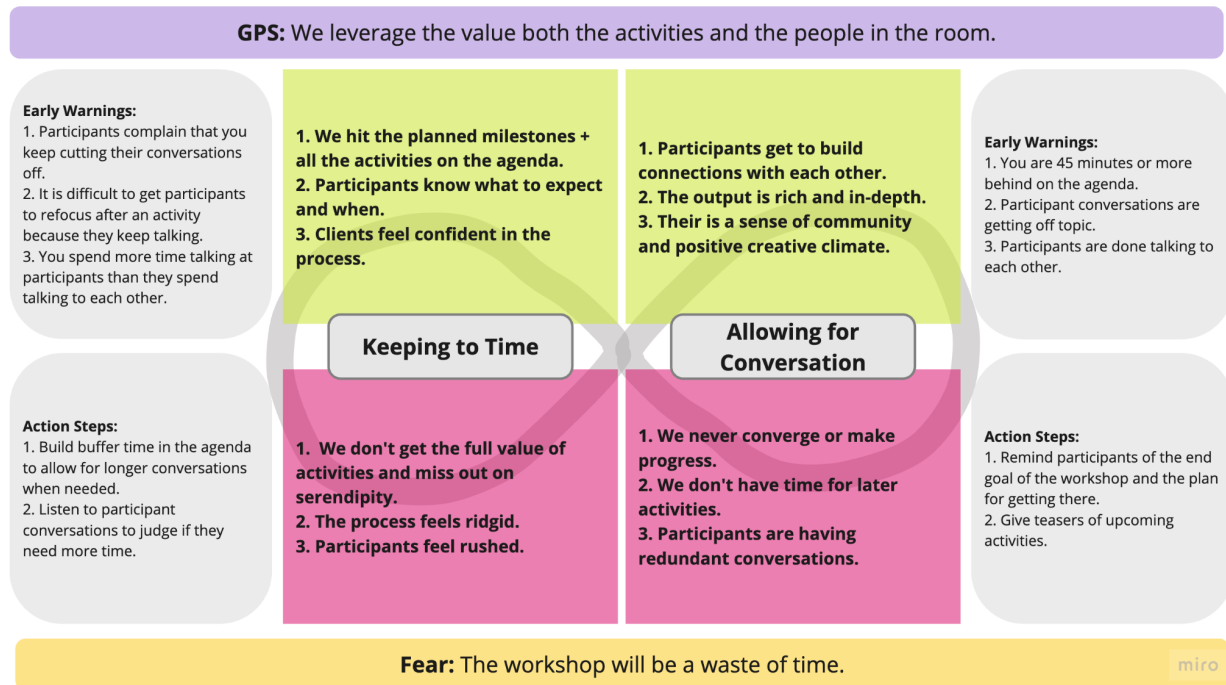 GPS: We leverage the value both the activities and the people in the room.
Early Warnings:
1. Participants complain that you
keep cutting their conversations
off.
2. It is difficult to get participants
to refocus after an activity
because they keep talking.
3. You spend more time talking at
participants than they spend
talking to each other.
1. We hit the planned milestones +
all the activities on the agenda.
2. Participants know what to expect
and when.
3. Clients feel confident in the
process.
1. Participants get to build
connections with each other.
2. The output is rich and in-depth.
3. Their is a sense of community
and positive creative climate.
Early Warnings:
1. You are 45 minutes or more
behind on the agenda.
2. Participant conversations are
getting off topic.
3. Participants are done talking to
each other.
Keeping to Time
Allowing for
Conversation
Action Steps:
1. Build buffer time in the agenda
to allow for longer conversations
when needed.
2. Listen to participant
conversations to judge if they
need more time.
1. We don't get the full value of
activities and miss out on
serendipity.
2. The process feels ridgid.
3. Participants feel rushed.
1. We never converge or make
progress.
2. We don't have time for later
activities.
3. Participants are having
redundant conversations.
Action Steps:
1. Remind participants of the end
goal of the workshop and the plan
for getting there.
2. Give teasers of upcoming
activities.
Fear: The workshop will be a waste of time.
miro